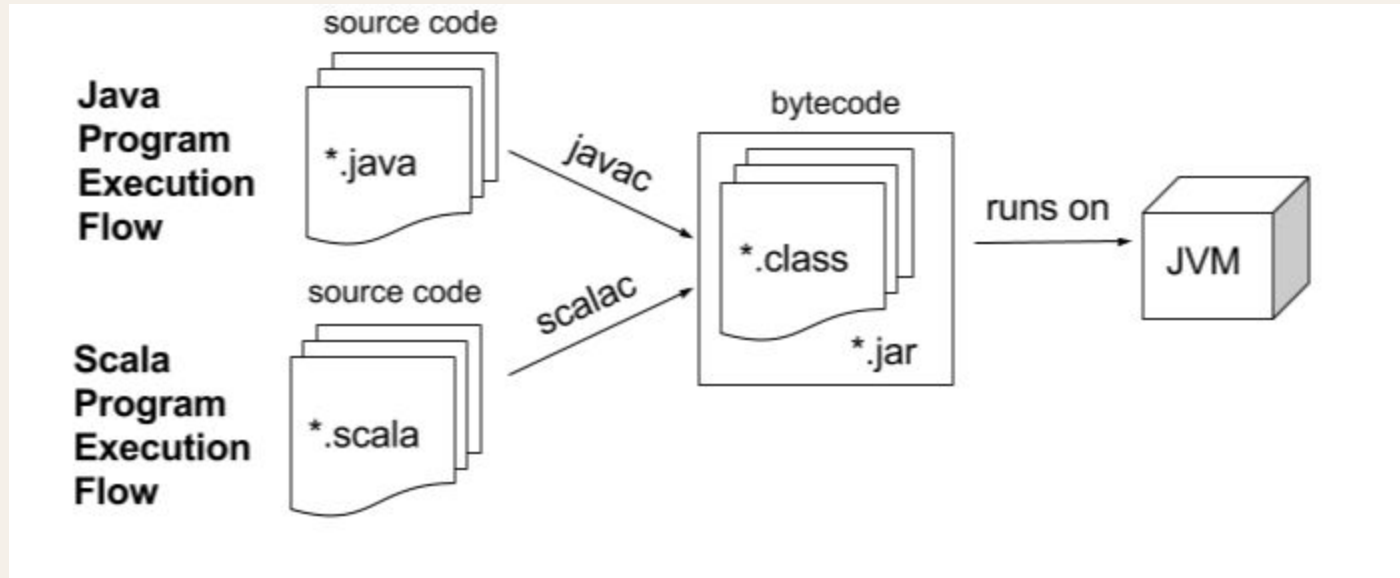 source code
Java
Program
Execution
Flow
*.java
javac
source code
Scala
Program
Execution
Flow
*.scala
scalac
bytecode
*.class
*.jar
runs on
JVM